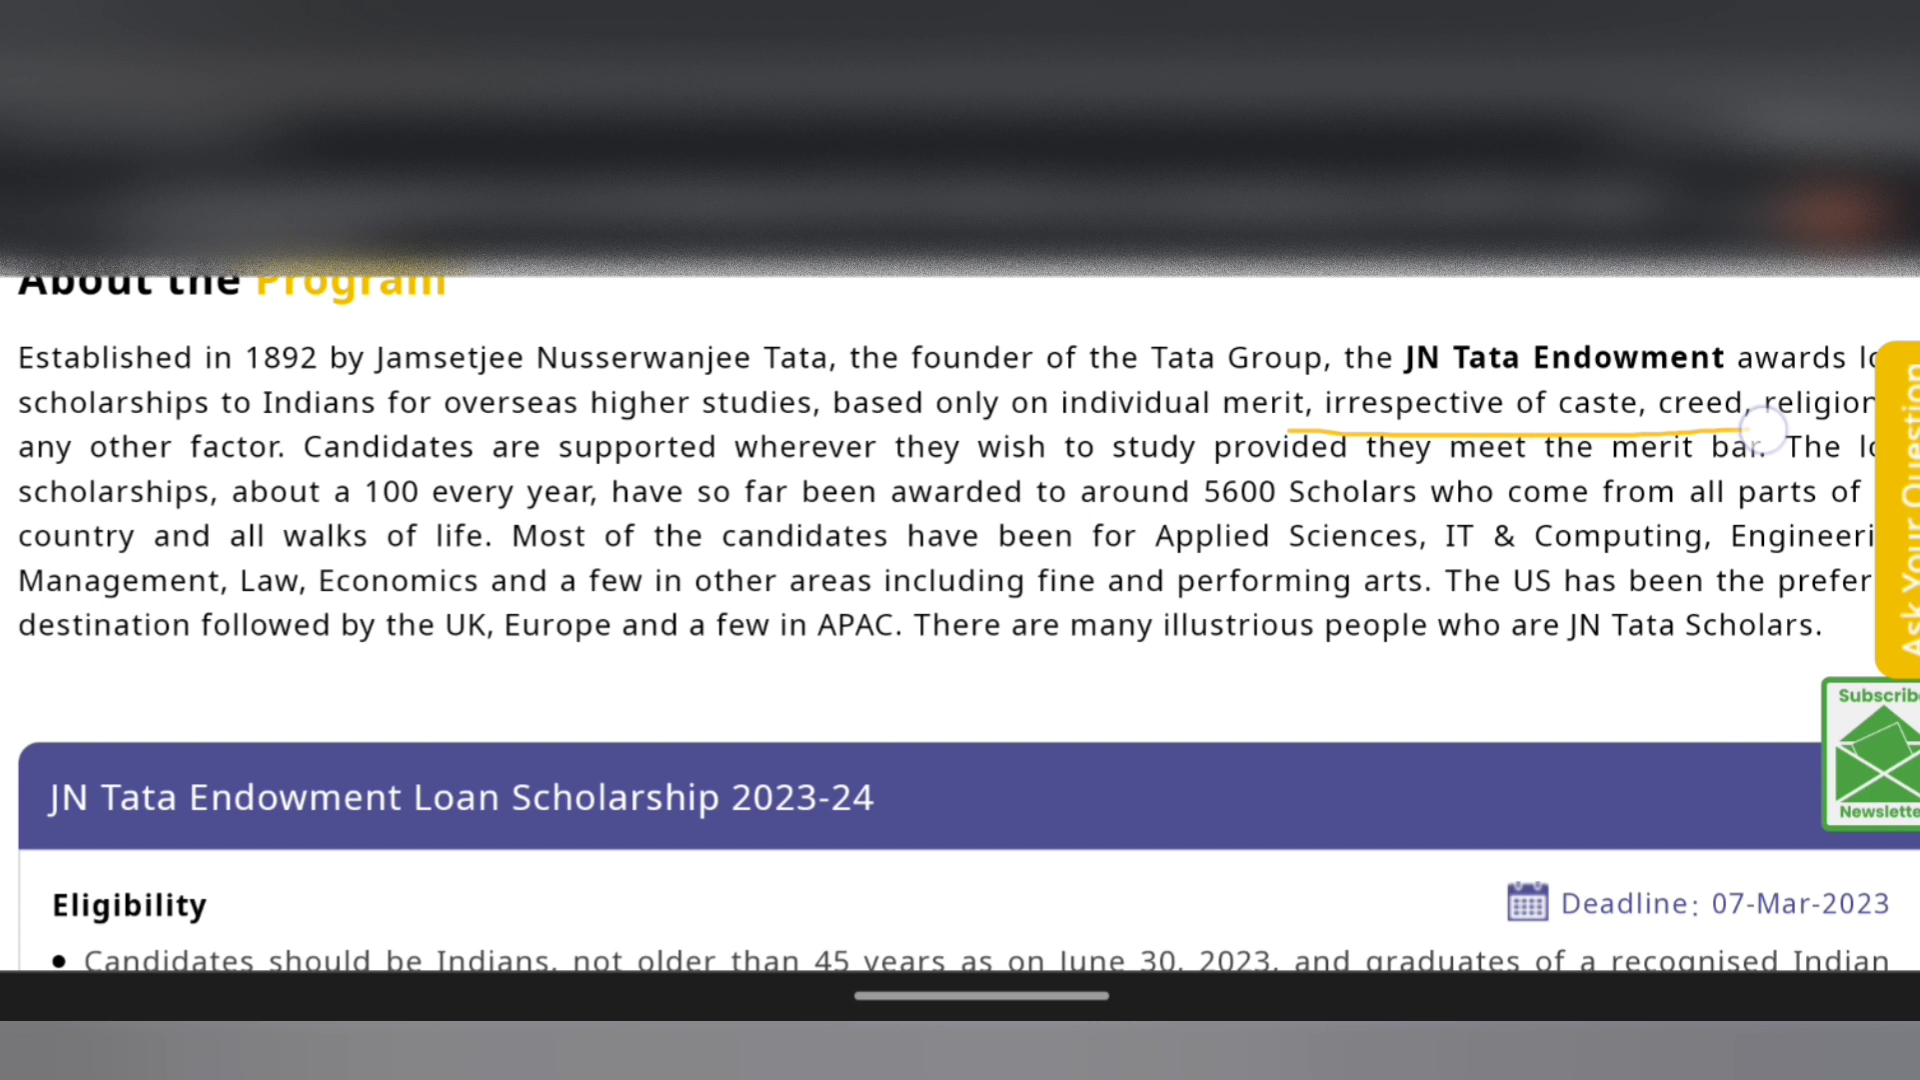 About the Program
Established in 1892 by Jamsetjee Nusserwanjee Tata, the founder of the Tata Group, the JN Tata Endowment awards
scholarships to Indians for overseas higher studies, based only on individual merit, irrespective of caste, creed, religion
any other factor. Candidates are supported wherever they wish to study provided they meet the merit bar. The
scholarships, about a 100 every year, have so far been awarded to around 5600 Scholars who come from all parts of
country and all walks of life. Most of the candidates have been for Applied Sciences, IT & Computing, Engineeri
Management, Law, Economics and a few in other areas including fine and performing arts. The US has been the prefer
destination followed by the UK, Europe and a few in APAC. There are many illustrious people who are JN Tata Scholars.
Ask Your Question
Subscribe
Newslette
JN Tata Endowment Loan Scholarship 2023-24
Eligibility
Deadline: 07-Mar-2023
• Candidates should be Indians, not older than 45 years as on June 30, 2023, and graduates of a recognised Indian